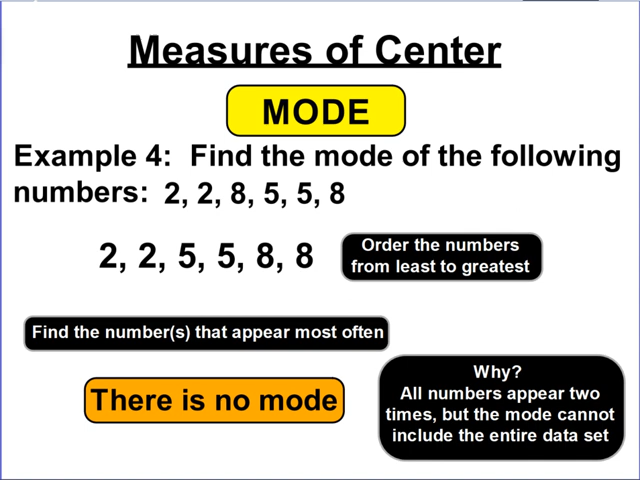 Measures of Center
MODE
Example 4: Find the mode of the following
numbers: 2, 2, 8, 5, 5, 8
2, 2, 5, 5, 8, 8
Order the numbers
from least to greatest
Find the number(s) that appear most often
There is no mode
Why?
All numbers appear two
times, but the mode cannot
include the entire data set